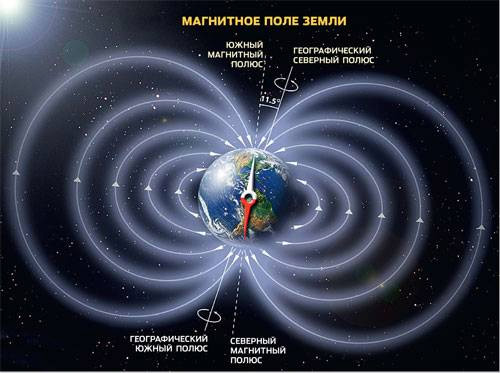 МАГНИТНОЕ ПОЛЕ ЗЕМЛИ
ЮЖНЫЙ
МАГНИТНЫЙ
ПОЛЮС
ГЕОГРАФИЧЕСКИЙ
СЕВЕРНЫЙ ПОЛЮС
11,5°
ГЕОГРАФИЧЕСКИЙ
ЮЖНЫЙ ПОЛЮС
СЕВЕРНЫЙ
МАГНИТНЫЙ
ПОЛЮС